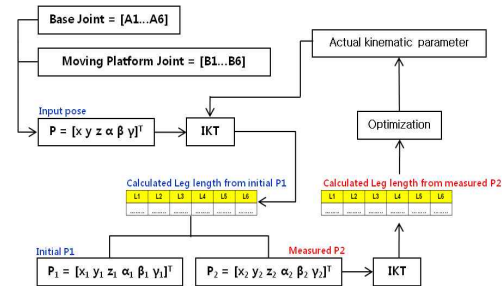 Base Joint = [A1...A6]
Actual kinematic parameter
Moving Platform Joint = [B1...B6]
Input pose
P = [x y z α β γ]ᵀ
IKT
Optimization
Calculated Leg length from initial P1
Calculated Leg length from measured P2
L1 L2 L3 L4 L5 L6
L1 L2 L3 L4 L5 L6
........ ........ ........ ........ ........ ........
........ ........ ........ ........ ........ ........
Initial P1
Measured P2
P₁ = [x₁ y₁ z₁ α₁ β₁ γ₁]ᵀ
P₂ = [x₂ y₂ z₂ α₂ β₂ γ₂]ᵀ
IKT